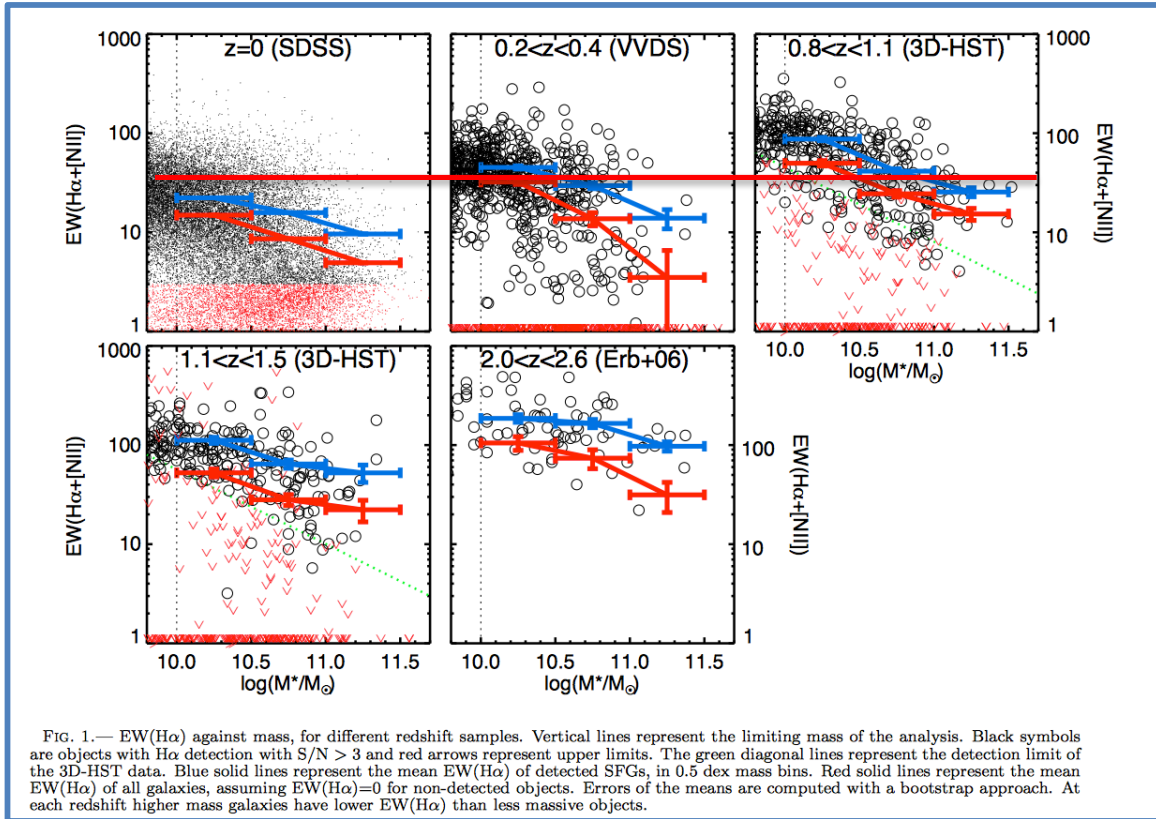 1000
100
10
1
EW(Hα+[NII])
z=0 (SDSS)
0.2<z<0.4 (VVDS)
0.8<z<1.1 (3D-HST)
1000
100
10
1
EW(Hα+[NII])
10.0 10.5 11.0 11.5
log(M*/M⊙)
1000
100
10
1
EW(Hα+[NII])
1.1<z<1.5 (3D-HST)
2.0<z<2.6 (Erb+06)
100
10
1
EW(Hα+[NII])
10.0 10.5 11.0 11.5
log(M*/M⊙)
10.0 10.5 11.0 11.5
log(M*/M⊙)
FIG. 1.— EW(Hα) against mass, for different redshift samples. Vertical lines represent the limiting mass of the analysis. Black symbols
are objects with Hα detection with S/N > 3 and red arrows represent upper limits. The green diagonal lines represent the detection limit of
the 3D-HST data. Blue solid lines represent the mean EW(Hα) of detected SFGs, in 0.5 dex mass bins. Red solid lines represent the mean
EW(Hα) of all galaxies, assuming EW(Hα)=0 for non-detected objects. Errors of the means are computed with a bootstrap approach. At
each redshift higher mass galaxies have lower EW(Hα) than less massive objects.